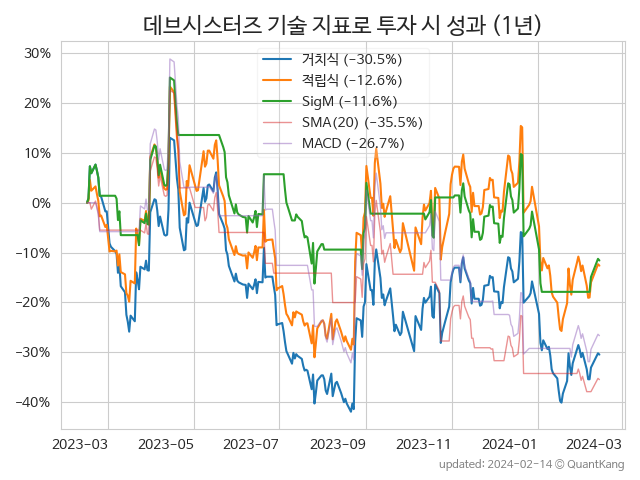 데브시스터즈 기술 지표로 투자 시 성과 (1년)
거치식 (−30.5%)
적립식 (−12.6%)
SigM (−11.6%)
SMA(20) (−35.5%)
MACD (−26.7%)
30%
20%
10%
0%
−10%
−20%
−30%
−40%
2023-03 2023-05 2023-07 2023-09 2023-11 2024-01 2024-03
updated: 2024-02-14 ⓒ QuantKang